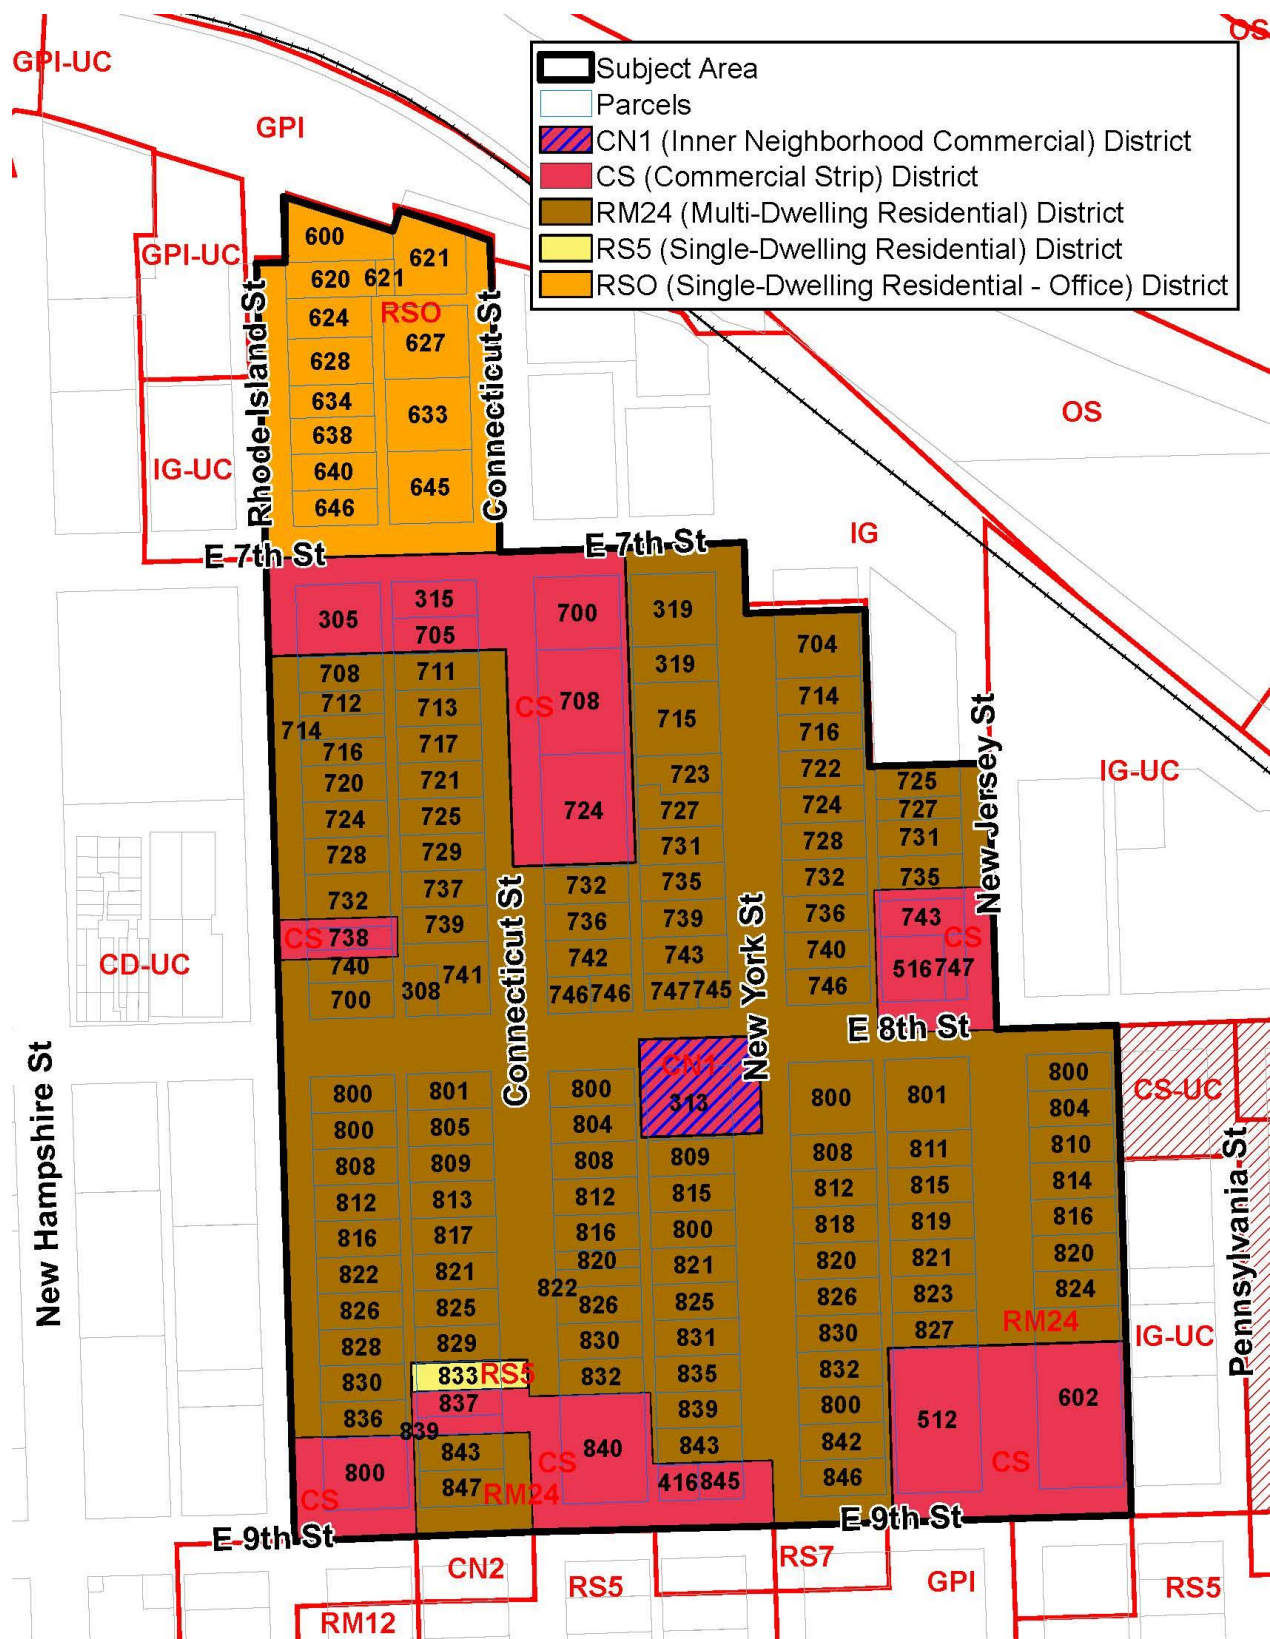 OS
GPI-UC
GPI
Subject Area
Parcels
CN1 (Inner Neighborhood Commercial) District
CS (Commercial Strip) District
RM24 (Multi-Dwelling Residential) District
RS5 (Single-Dwelling Residential) District
RSO (Single-Dwelling Residential - Office) District
GPI-UC
600
621
620 621
624 RSO
627
628
634 633
638
640 645
646
Rhode Island St
Connecticut St
IG-UC
OS
IG
E 7th St
E 7th St
305 315 700 319
705
704
708 711 319
712 713 CS 708 714
714 715
716 717 716
720 721 723 722 725
724 725 724 727 724 727
728 729 731 728 731
732 737 732 735 732 735
739 736 739 736 743
CS 738 CS
740 742 743 740 516 747
741
700 308 746 746 747 745 746
New Jersey St
IG-UC
Connecticut St
New York St
CD-UC
E 8th St
New Hampshire St
CN1
313
800 801 800 800 801 800
800 805 804 804
808 809 808 809 808 811 810
812 813 812 815 812 815 814
816 817 816 800 818 819 816
822 821 820 821 820 821 820
822
826 825 826 825 826 823 824
828 829 830 831 830 827 RM24
830 833 RS5 832 835 832
836 837 839 800
839
800 843 840 843 842
CS 847 RM24 CS 416 845 846
512 602
CS
CS-UC
Pennsylvania St
IG-UC
E 9th St
E 9th St
CN2
RS5
RS7
GPI
RS5
RM12